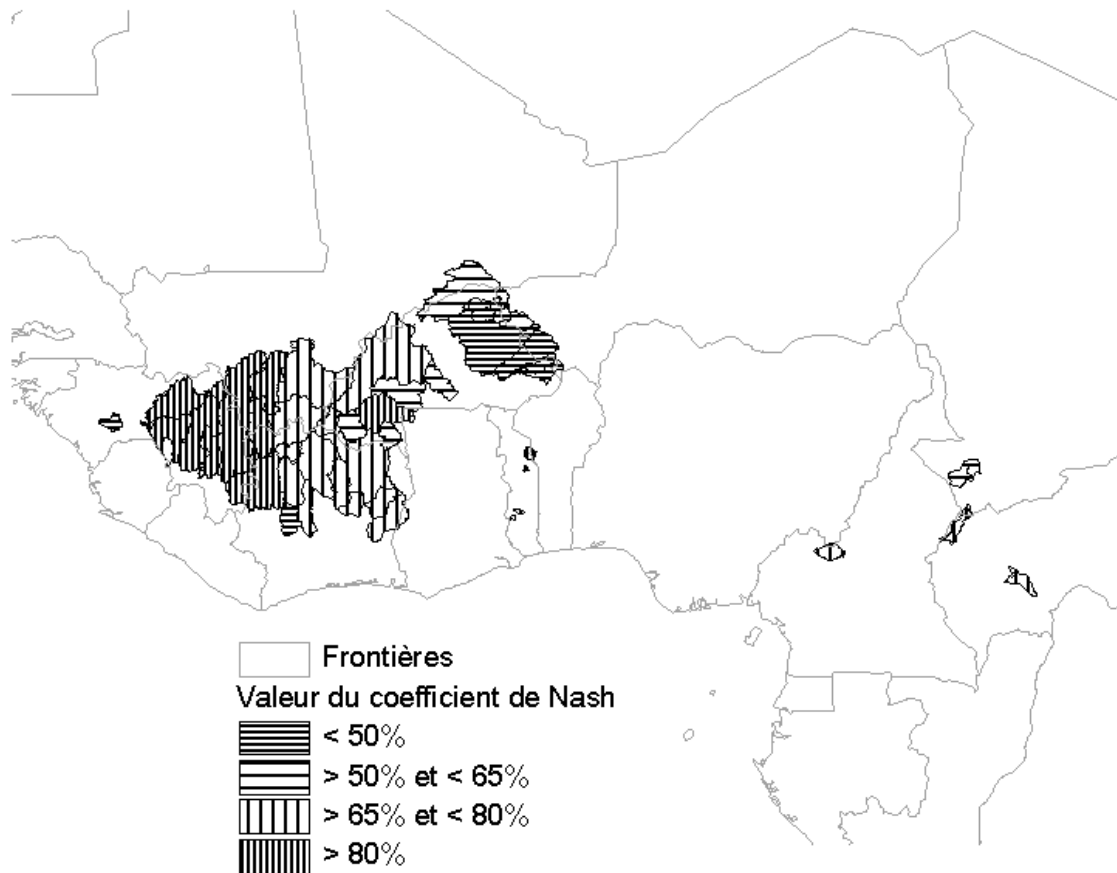 Frontières
Valeur du coefficient de Nash
< 50%
> 50% et < 65%
> 65% et < 80%
> 80%